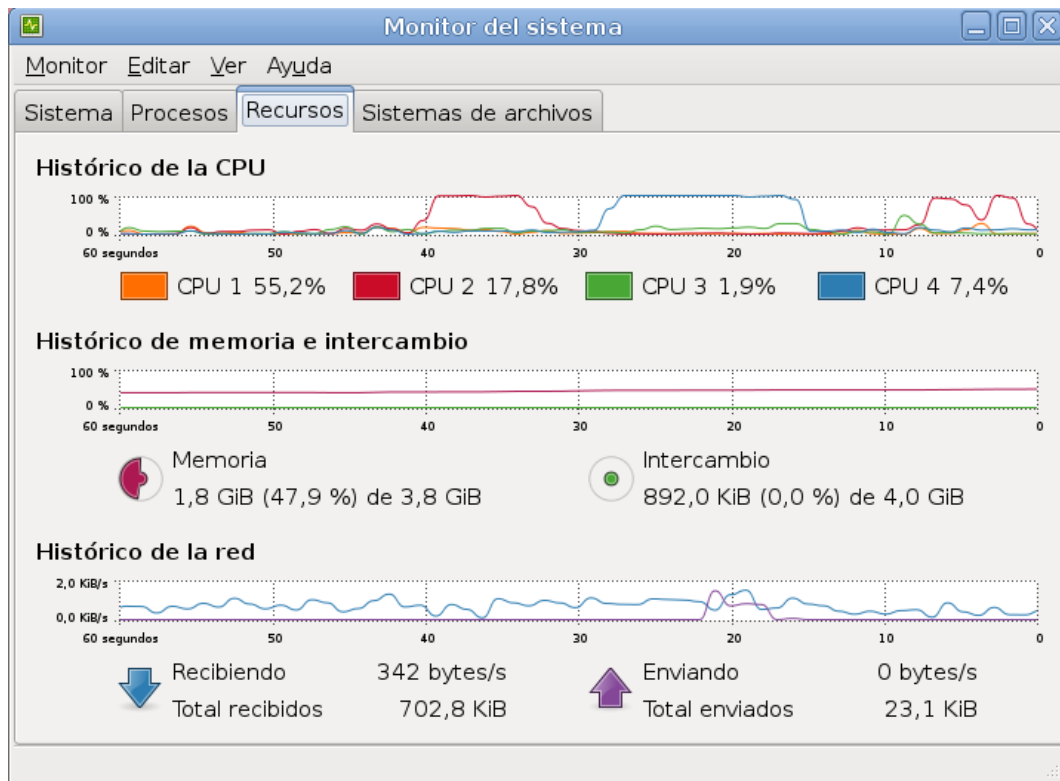 Monitor del sistema
Monitor Editar Ver Ayuda
Sistema Procesos Recursos Sistemas de archivos
Histórico de la CPU
100 %
0 %
60 segundos 50 40 30 20 10 0
CPU 1 55,2% CPU 2 17,8% CPU 3 1,9% CPU 4 7,4%
Histórico de memoria e intercambio
100 %
0 %
60 segundos 50 40 30 20 10 0
Memoria Intercambio
1,8 GiB (47,9 %) de 3,8 GiB 892,0 KiB (0,0 %) de 4,0 GiB
Histórico de la red
2,0 KiB/s
0,0 KiB/s
60 segundos 50 40 30 20 10 0
Recibiendo 342 bytes/s Enviando 0 bytes/s
Total recibidos 702,8 KiB Total enviados 23,1 KiB